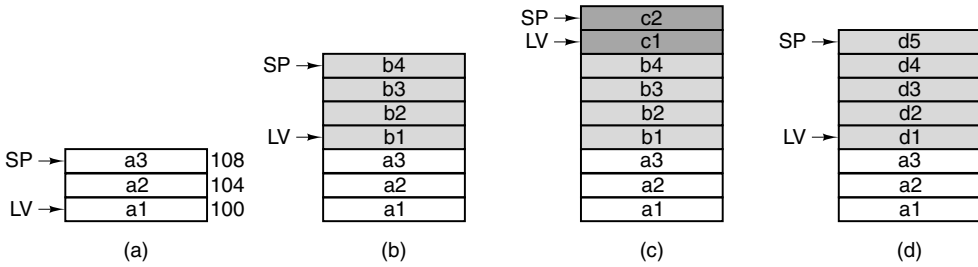 SP a3 108
a2 104
LV a1 100
(a)
SP b4
b3
b2
LV b1
a3
a2
a1
(b)
SP c2
LV c1
b4
b3
b2
b1
a3
a2
a1
(c)
SP d5
d4
d3
d2
LV d1
a3
a2
a1
(d)